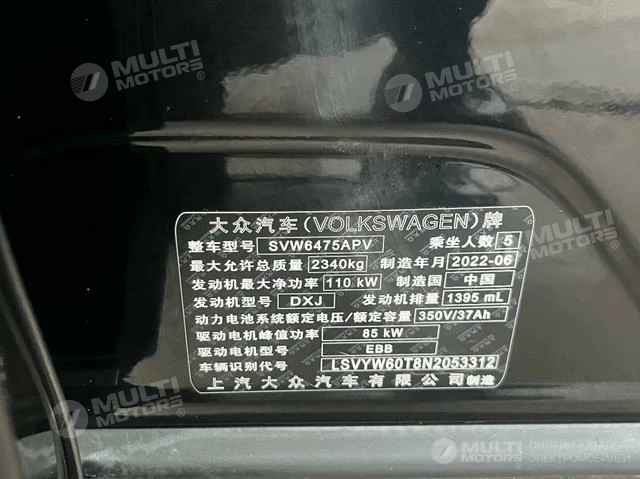 MULTI MOTORS
MULTI MOTORS
大众汽车(VOLKSWAGEN)牌
整车型号 SVW6475APV 乘坐人数 5
最大允许总质量 2340kg 制造年月 2022-06
发动机最大净功率 110 kW 制造国 中国
发动机型号 DXJ 发动机排量 1395 mL
动力电池系统额定电压/额定容量 350V/37Ah
驱动电机峰值功率 85 kW
驱动电机型号 EBB
车辆识别代号 LSVYW60T8N2053312
上汽大众汽车有限公司制造
MULTI MOTORS ОНЛАЙН-КАТАЛОГ ЭЛЕКТРОМОБИЛЕЙ